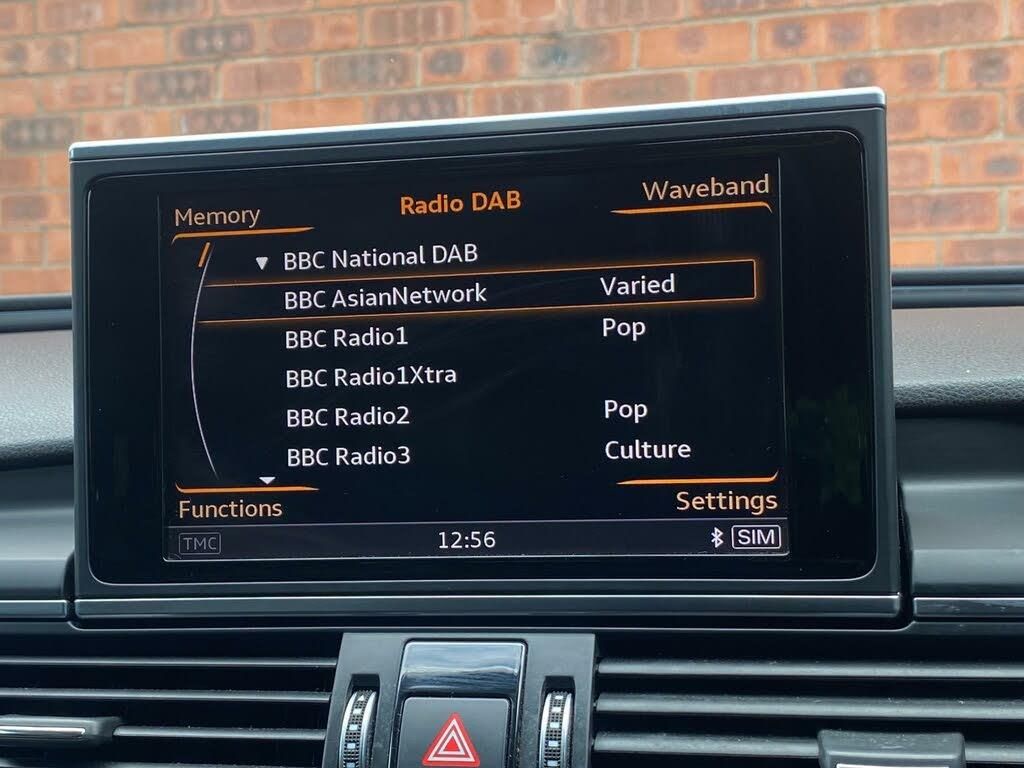 Memory Radio DAB Waveband
BBC National DAB
BBC AsianNetwork Varied
BBC Radio1 Pop
BBC Radio1Xtra
BBC Radio2 Pop
BBC Radio3 Culture
Functions Settings
TMC 12:56 SIM